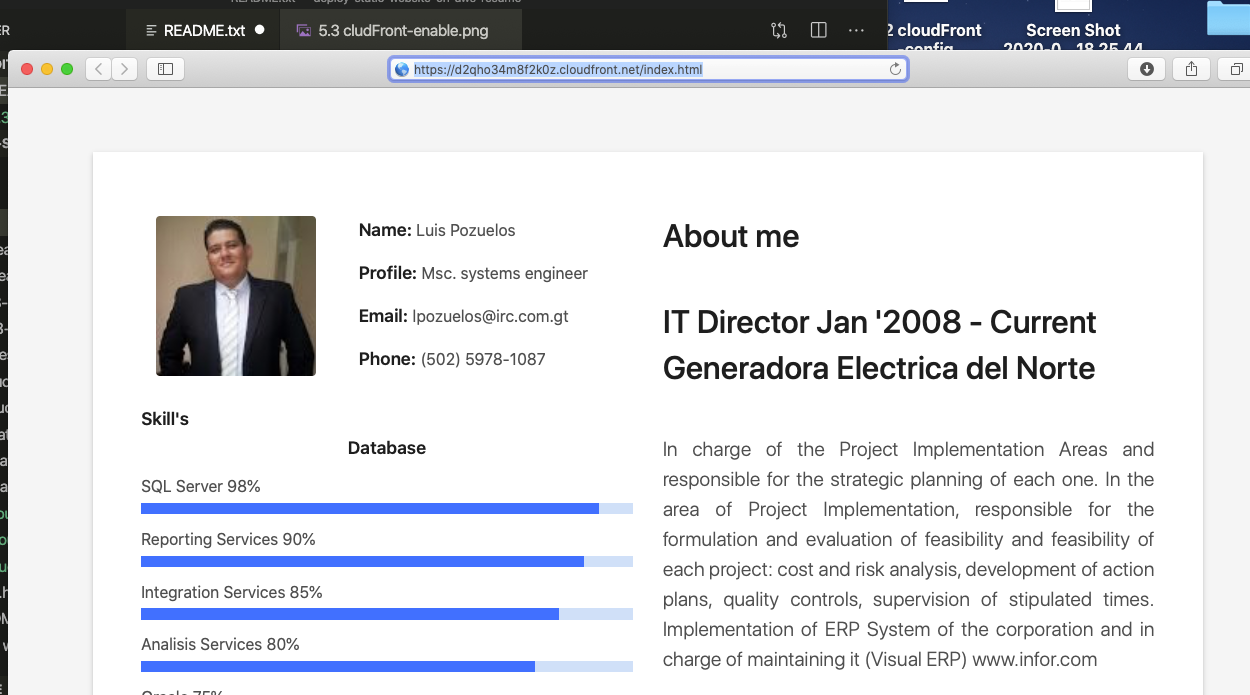 README.txt
5.3 cludFront-enable.png
2 cloudFront
-config
Screen Shot
2020-0...18.25.44
https://d2qho34m8f2k0z.cloudfront.net/index.html
Name: Luis Pozuelos
Profile: Msc. systems engineer
Email: lpozuelos@irc.com.gt
Phone: (502) 5978-1087
Skill's
Database
SQL Server 98%
Reporting Services 90%
Integration Services 85%
Analisis Services 80%
Oracle 75%
About me
IT Director Jan '2008 - Current
Generadora Electrica del Norte
In charge of the Project Implementation Areas and
responsible for the strategic planning of each one. In the
area of Project Implementation, responsible for the
formulation and evaluation of feasibility and feasibility of
each project: cost and risk analysis, development of action
plans, quality controls, supervision of stipulated times.
Implementation of ERP System of the corporation and in
charge of maintaining it (Visual ERP) www.infor.com